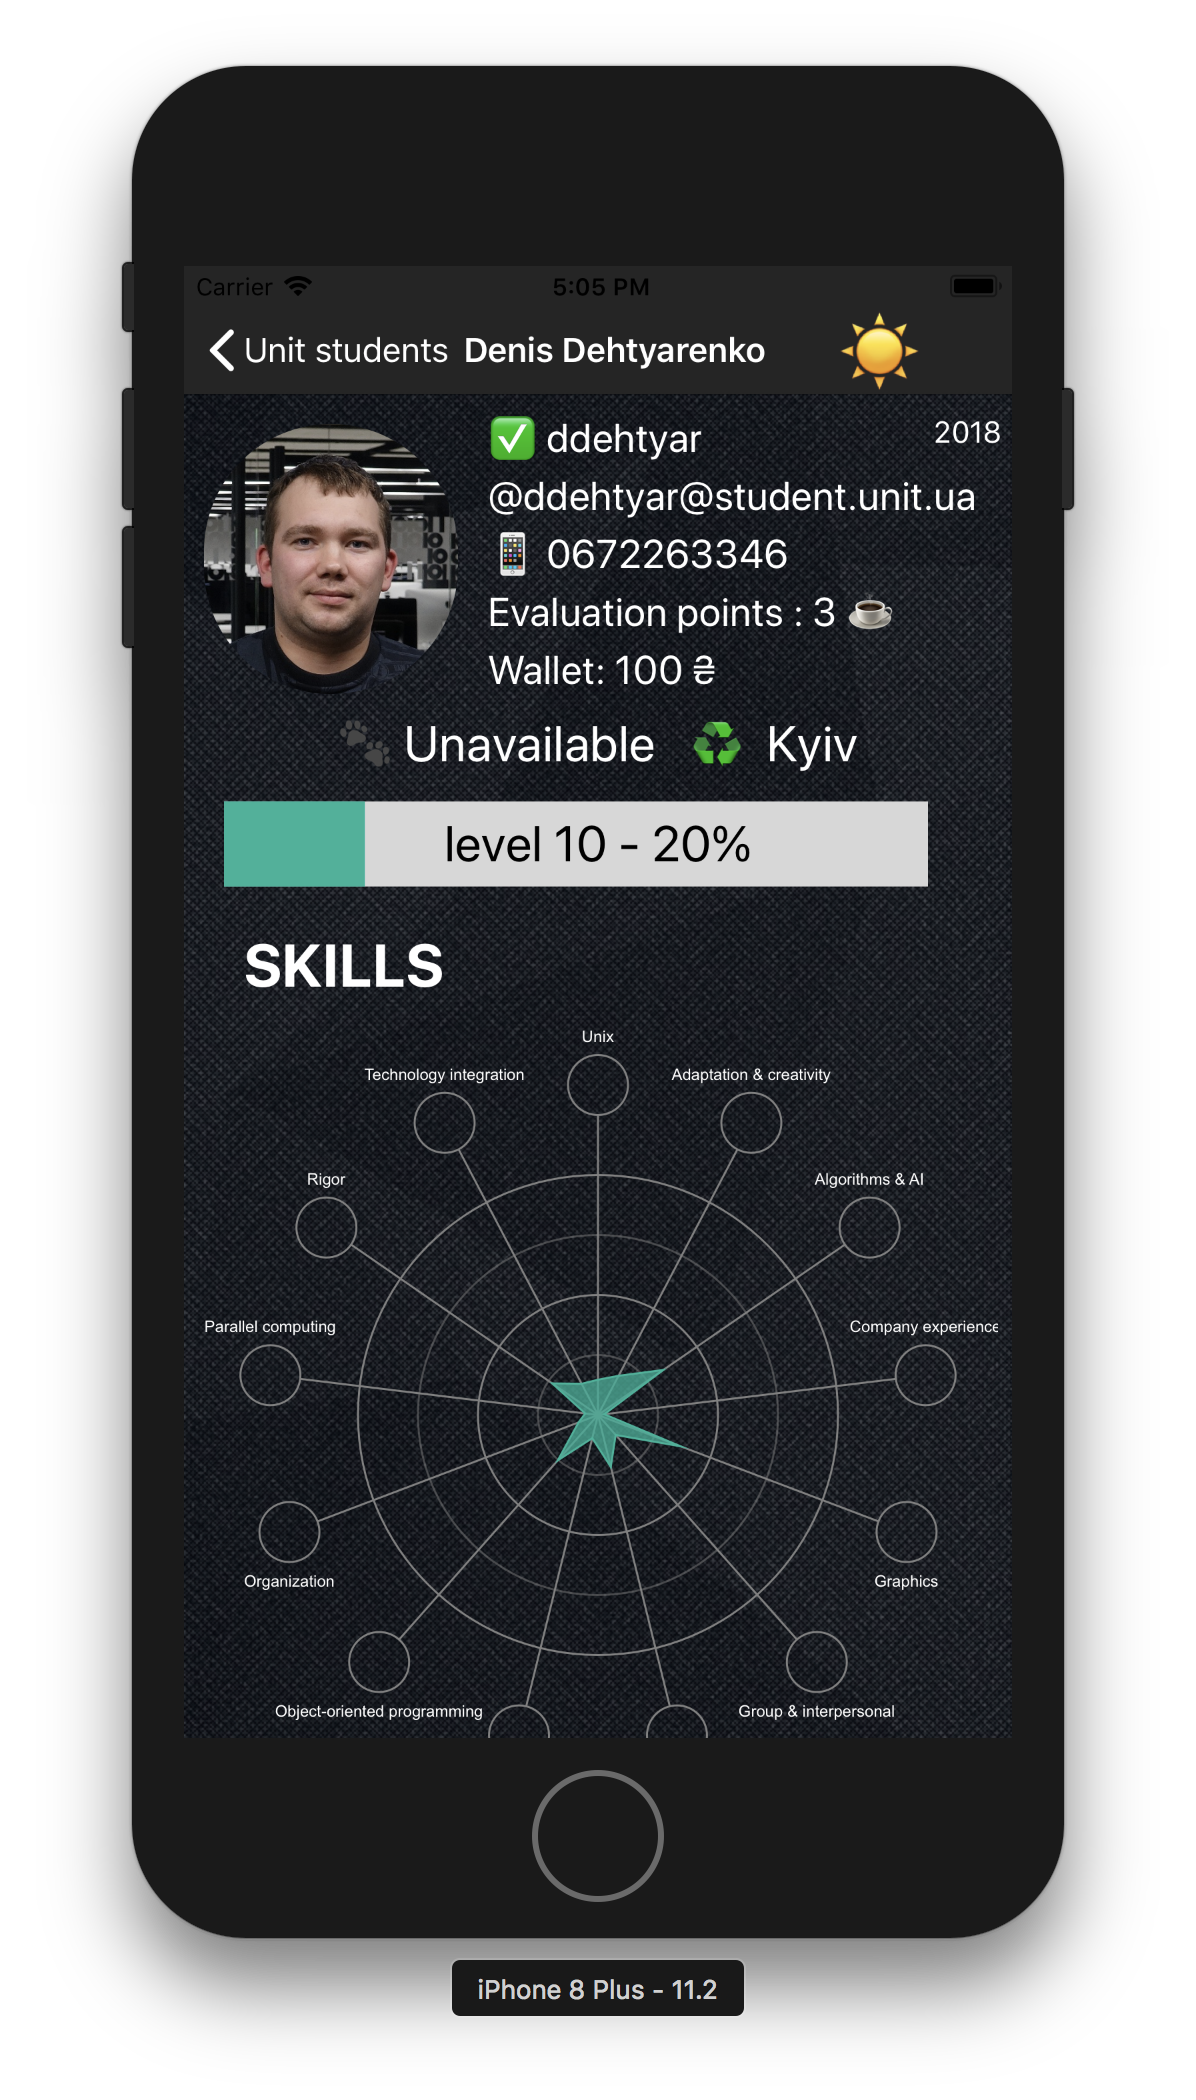 Carrier 5:05 PM
Unit students Denis Dehtyarenko
✅ ddehtyar 2018
@ddehtyar@student.unit.ua
📱 0672263346
Evaluation points : 3 ☕
Wallet: 100 ₴
🐾 Unavailable ♻️ Kyiv
level 10 - 20%
SKILLS
Unix
Technology integration Adaptation & creativity
Rigor Algorithms & AI
Parallel computing Company experience
Organization Graphics
Object-oriented programming Group & interpersonal
iPhone 8 Plus - 11.2